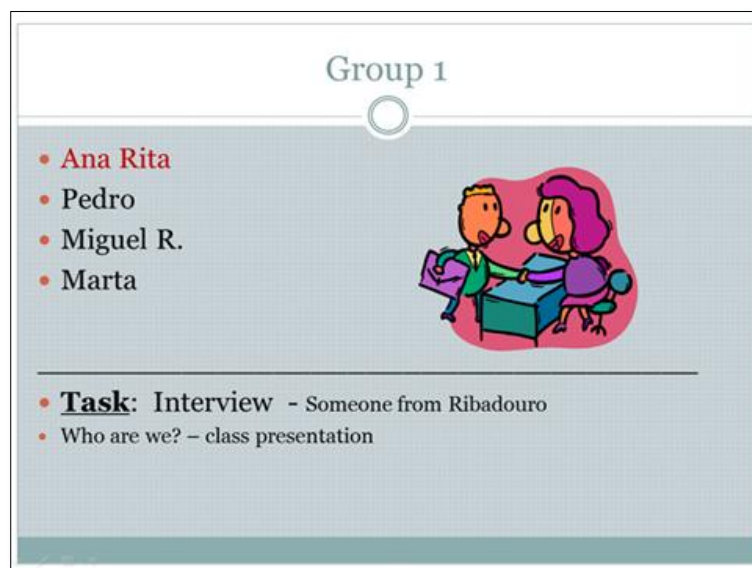 Group 1
• Ana Rita
• Pedro
• Miguel R.
• Marta
• Task: Interview - Someone from Ribadouro
• Who are we? – class presentation